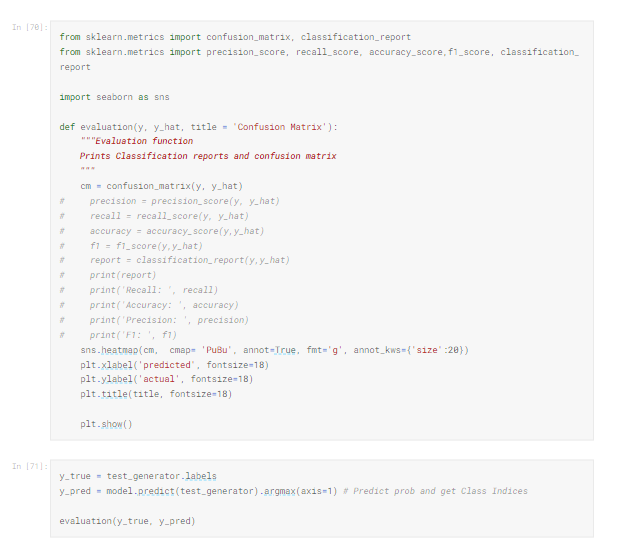 In [70]:
from sklearn.metrics import confusion_matrix, classification_report
from sklearn.metrics import precision_score, recall_score, accuracy_score,f1_score, classification_
report
import seaborn as sns
def evaluation(y, y_hat, title = 'Confusion Matrix'):
    """Evaluation function
    Prints Classification reports and confusion matrix
    """
    cm = confusion_matrix(y, y_hat)
#     precision = precision_score(y, y_hat)
#     recall = recall_score(y, y_hat)
#     accuracy = accuracy_score(y,y_hat)
#     f1 = f1_score(y,y_hat)
#     report = classification_report(y,y_hat)
#     print(report)
#     print('Recall: ', recall)
#     print('Accuracy: ', accuracy)
#     print('Precision: ', precision)
#     print('F1: ', f1)
    sns.heatmap(cm,  cmap= 'PuBu', annot=True, fmt='g', annot_kws={'size':20})
    plt.xlabel('predicted', fontsize=18)
    plt.ylabel('actual', fontsize=18)
    plt.title(title, fontsize=18)
    plt.show()
In [71]:
y_true = test_generator.labels
y_pred = model.predict(test_generator).argmax(axis=1) # Predict prob and get Class Indices
evaluation(y_true, y_pred)